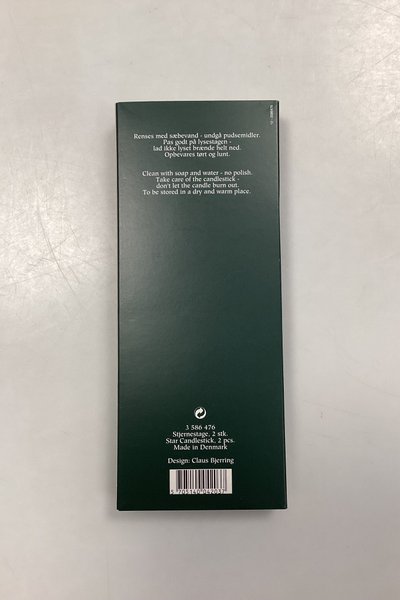 Renses med sæbevand - undgå pudsemidler.
Pas godt på lysestagen -
lad ikke lyset brænde helt ned.
Opbevares tørt og lunt.
Clean with soap and water - no polish.
Take care of the candlestick -
don't let the candle burn out.
To be stored in a dry and warm place.
3 586 476
Stjernestage, 2 stk.
Star Candlestick, 2 pcs.
Made in Denmark
Design: Claus Bjerring
5 705140 042037